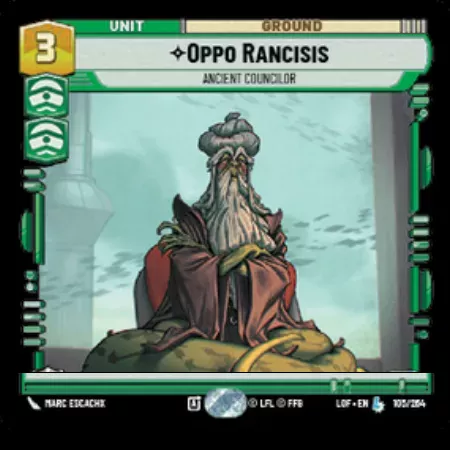 UNIT GROUND
3
OPPO RANCISIS
ANCIENT COUNCILOR
MARC ESCACHX
© LFL © FFG
LOF • EN
105/264